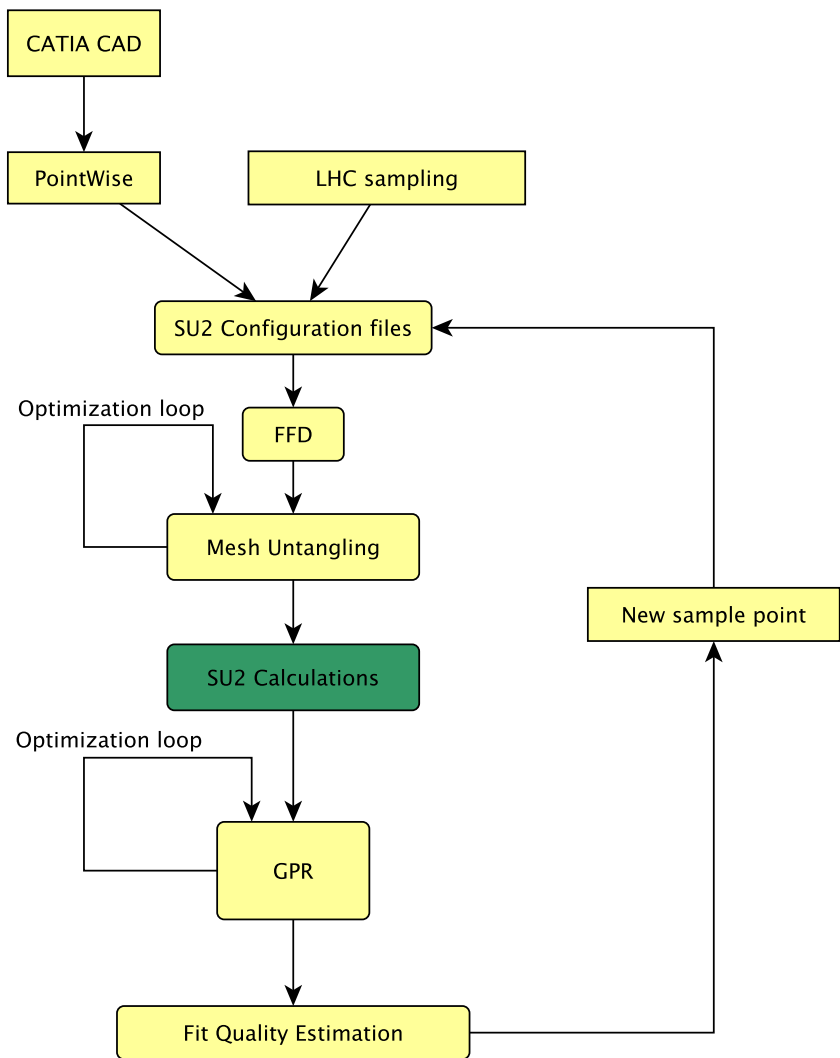 CATIA CAD
PointWise
LHC sampling
SU2 Configuration files
Optimization loop
FFD
Mesh Untangling
New sample point
SU2 Calculations
Optimization loop
GPR
Fit Quality Estimation